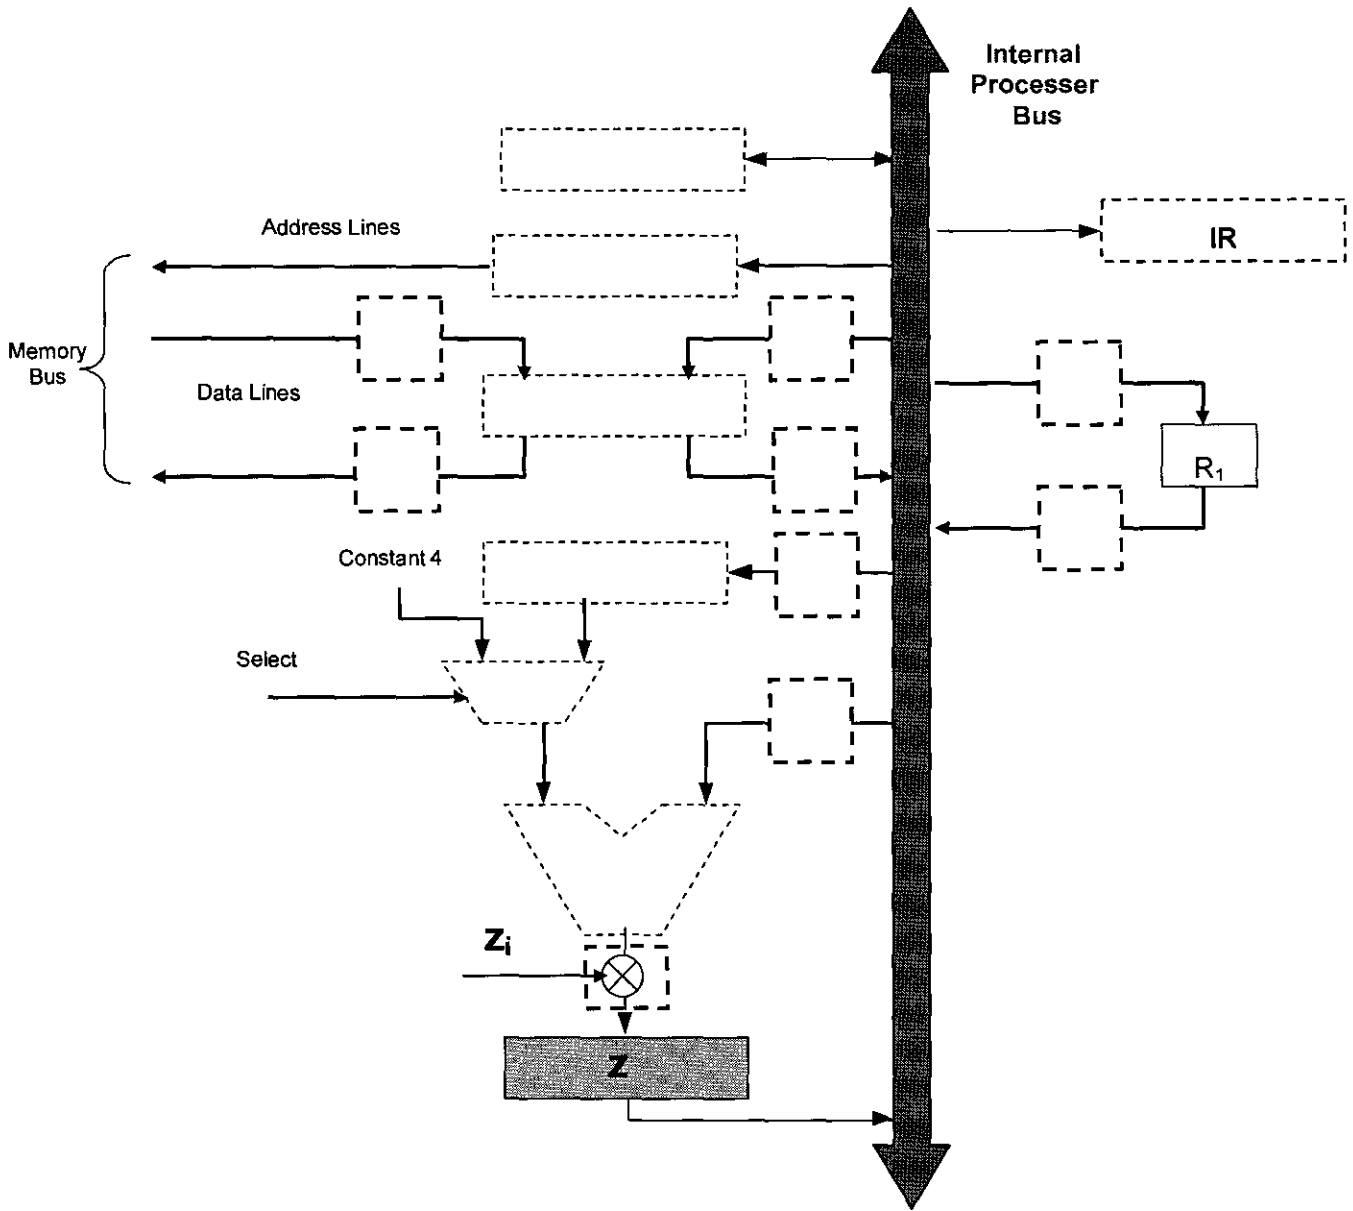 Internal
Processer
Bus
Address Lines
IR
Memory
Bus
Data Lines
R₁
Constant 4
Select
Zᵢ
Z